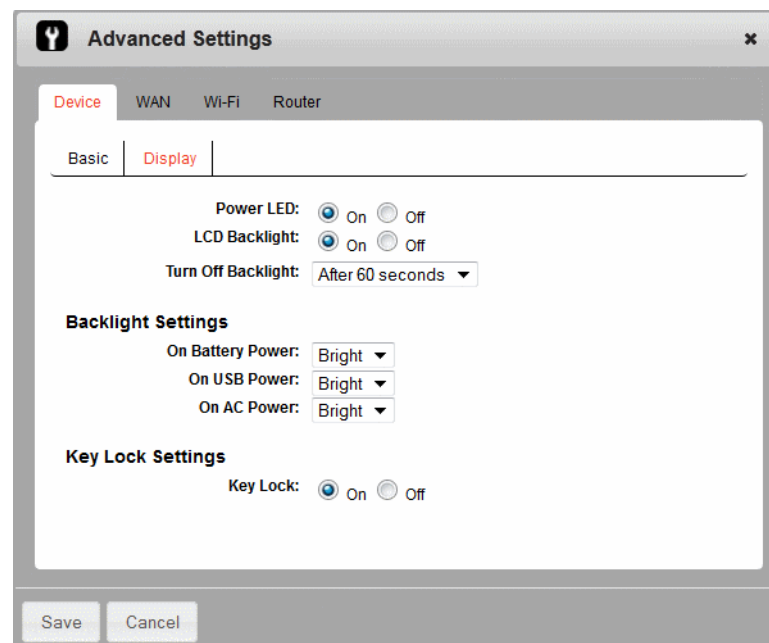 Advanced Settings
Device WAN Wi-Fi Router
Basic Display
Power LED: On Off
LCD Backlight: On Off
Turn Off Backlight: After 60 seconds
Backlight Settings
On Battery Power: Bright
On USB Power: Bright
On AC Power: Bright
Key Lock Settings
Key Lock: On Off
Save Cancel